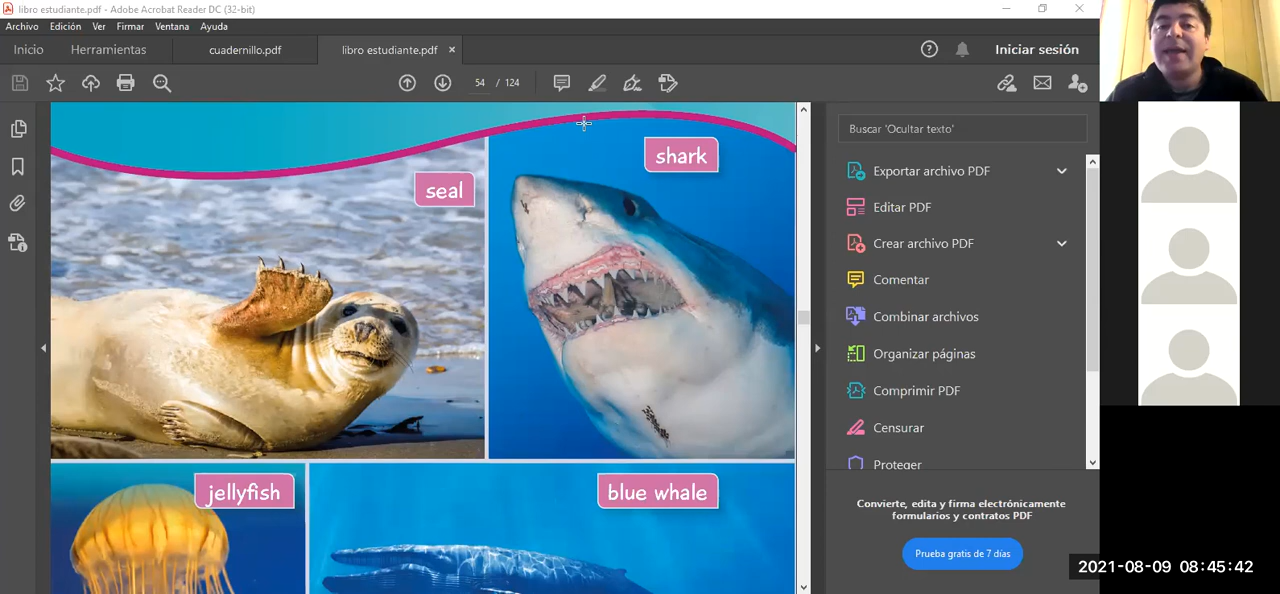 libro estudiante.pdf - Adobe Acrobat Reader DC (32-bit)
Archivo Edición Ver Firmar Ventana Ayuda
Inicio Herramientas cuadernillo.pdf libro estudiante.pdf × Iniciar sesión
54 / 124
Buscar 'Ocultar texto'
shark
seal
Exportar archivo PDF
Editar PDF
Crear archivo PDF
Comentar
Combinar archivos
Organizar páginas
Comprimir PDF
Censurar
Proteger
jellyfish
blue whale
Convierte, edita y firma electrónicamente
formularios y contratos PDF
Prueba gratis de 7 días
2021-08-09 08:45:42